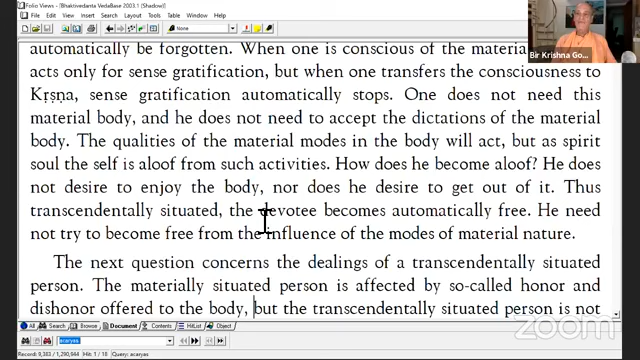 Folio Views - [Bhaktivedanta VedaBase 2003.1 (Shadow)]
File Edit View Search Layout Tools Window Help
None
Bir Krishna Go...
automatically be forgotten. When one is conscious of the material
acts only for sense gratification, but when one transfers the consciousness to
Kṛṣṇa, sense gratification automatically stops. One does not need this
material body, and he does not need to accept the dictations of the material
body. The qualities of the material modes in the body will act, but as spirit
soul the self is aloof from such activities. How does he become aloof? He does
not desire to enjoy the body, nor does he desire to get out of it. Thus
transcendentally situated, the devotee becomes automatically free. He need
not try to become free from the influence of the modes of material nature.
The next question concerns the dealings of a transcendentally situated
person. The materially situated person is affected by so-called honor and
dishonor offered to the body, but the transcendentally situated person is not
All Search Browse Document Contents HitList Object
acaryas
Record: 9,383 / 1,290,944 Hit: 1 / 18
zoom